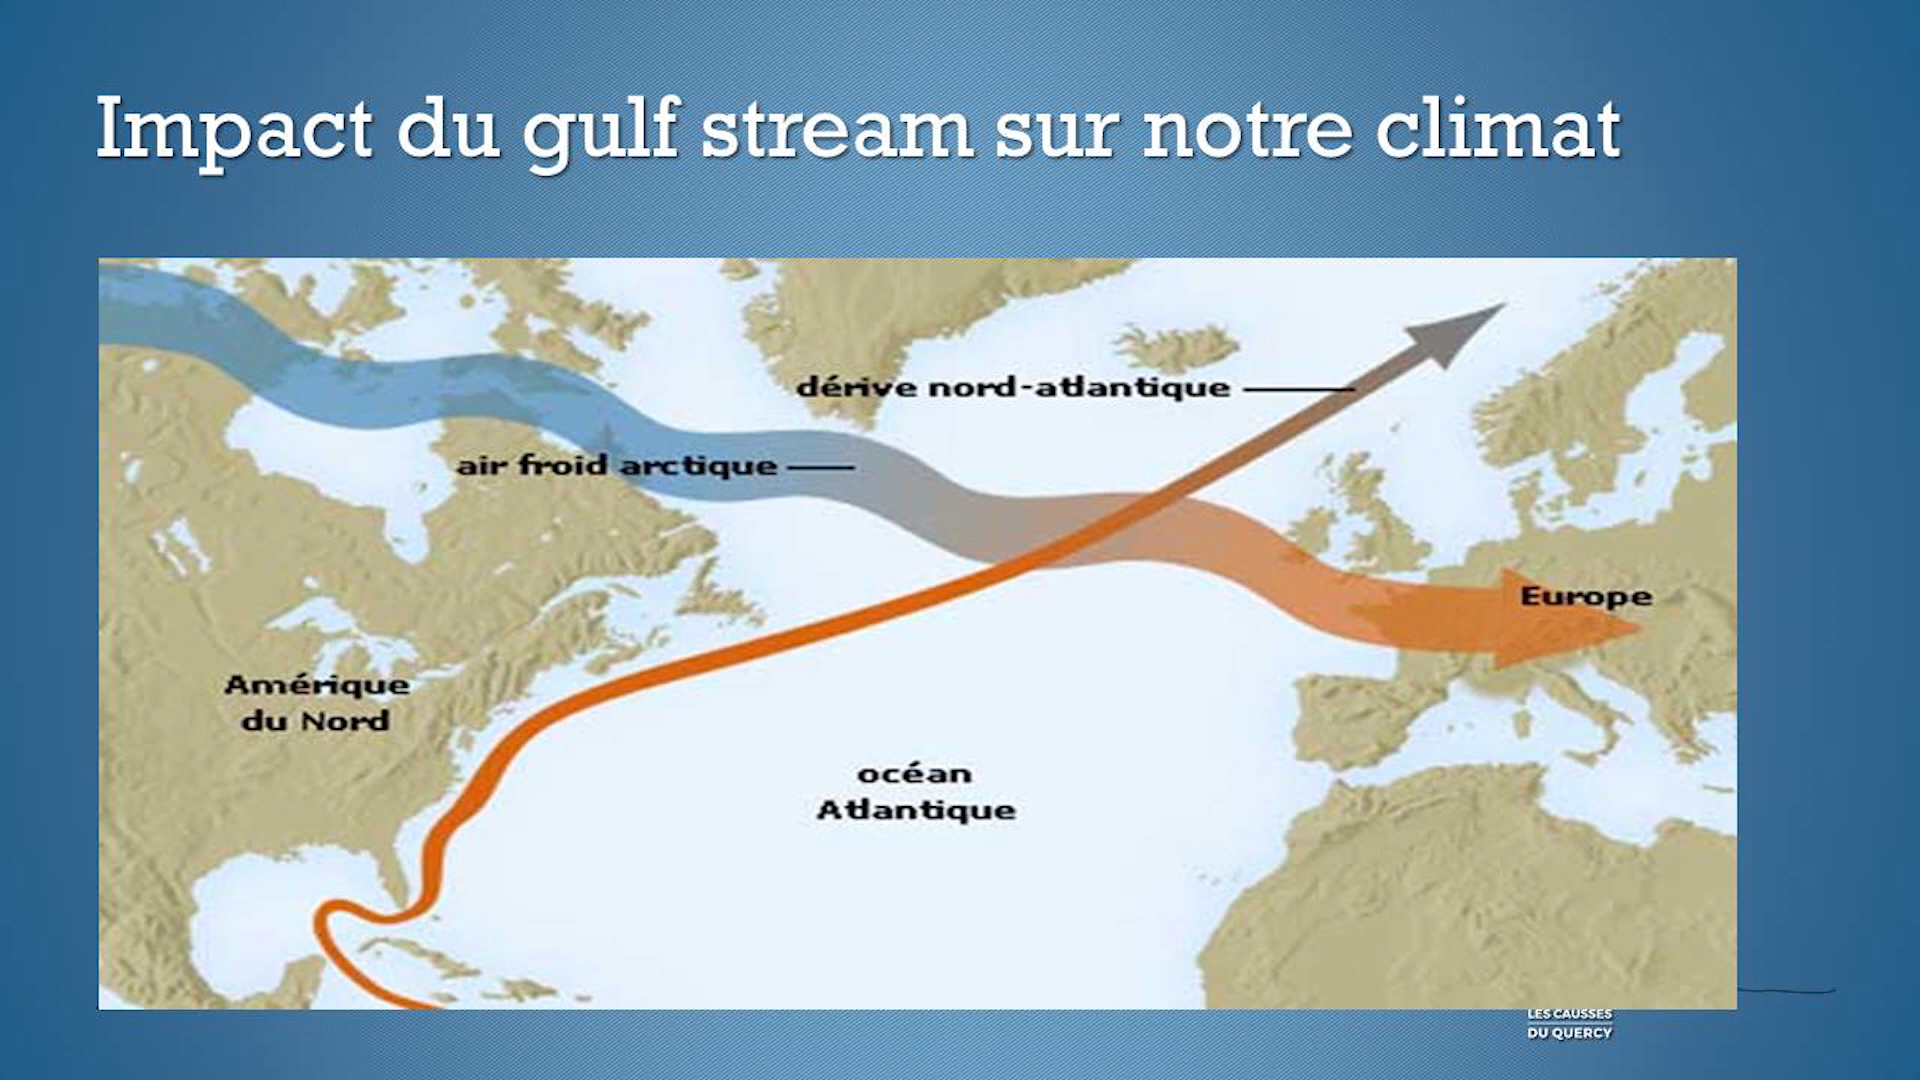 Impact du gulf stream sur notre climat
dérive nord-atlantique
air froid arctique
Europe
Amérique
du Nord
océan
Atlantique
LES CAUSSES
DU QUERCY